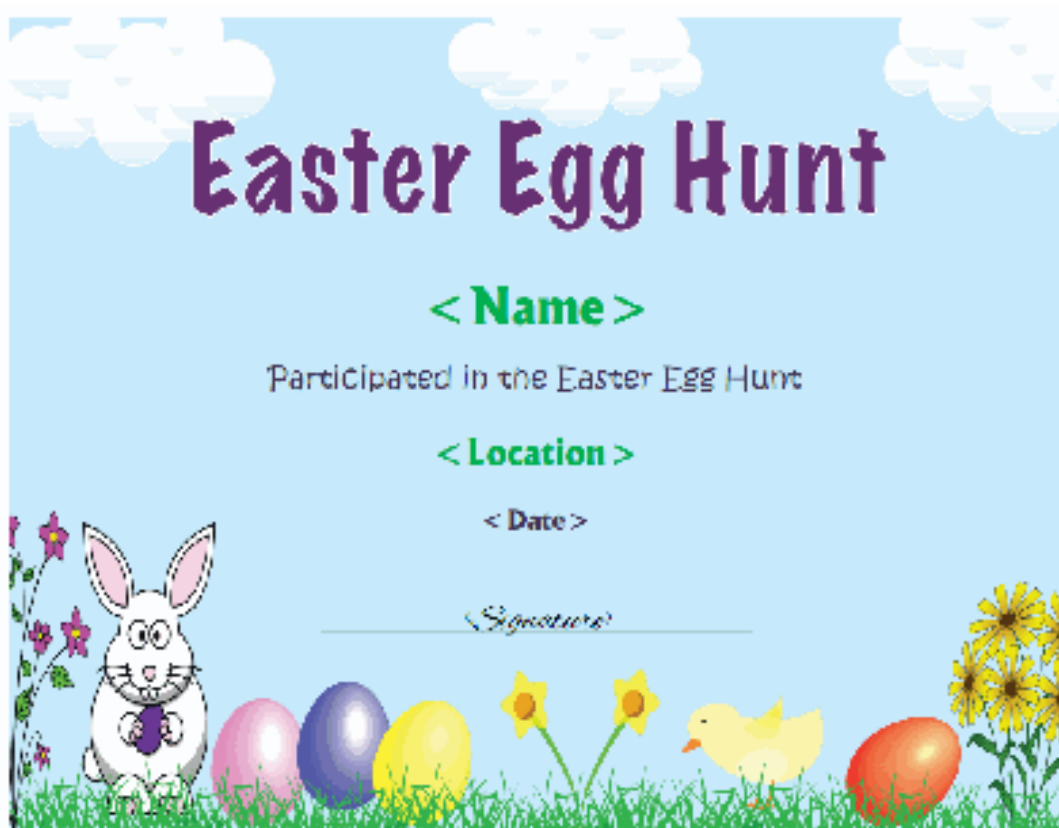 Easter Egg Hunt
< Name >
Participated in the Easter Egg Hunt
< Location >
< Date >
<Signature>